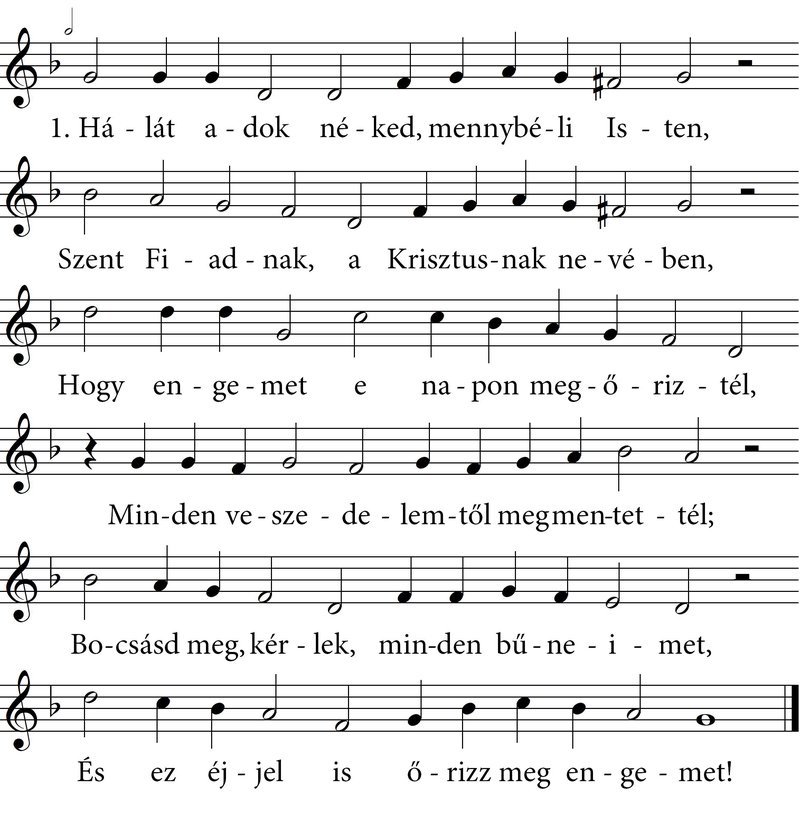 1. Há - lát a - dok né - ked, mennybé - li Is - ten,
Szent Fi - ad - nak, a Krisztus - nak ne - vé - ben,
Hogy en - ge - met e na - pon meg - ő - riz - tél,
Min - den ve - sze - de - lem - től megmen - tet - tél;
Bo - csásd meg, kér - lek, min - den bű - ne - i - met,
És ez éj - jel is ő - rizz meg en - ge - met!